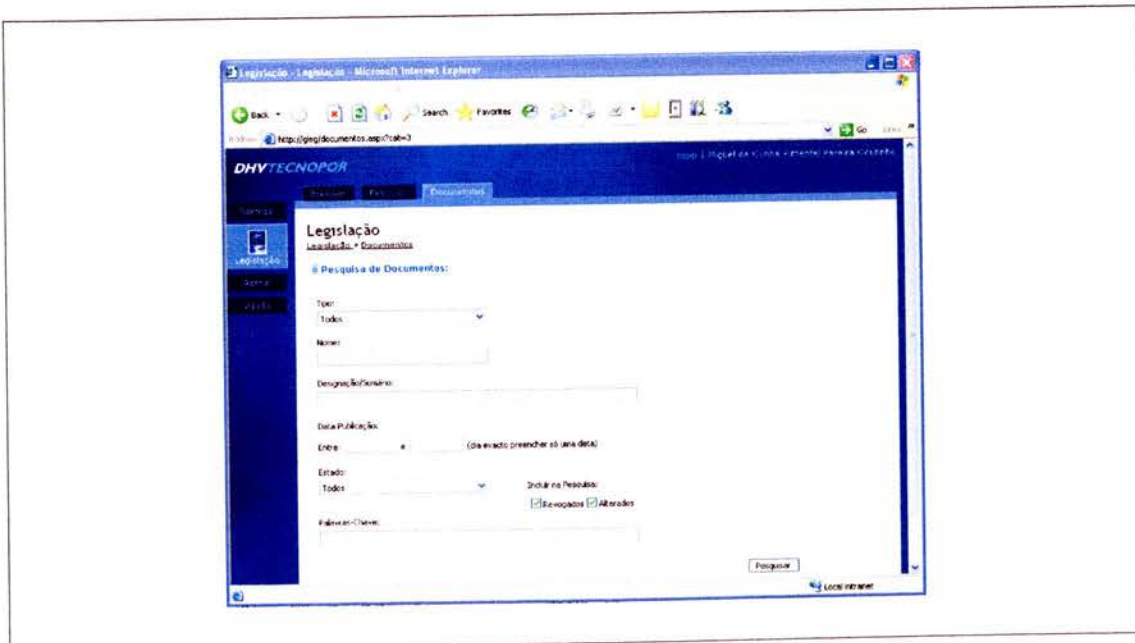 Legislação - Legislação - Microsoft Internet Explorer
Back Search Favorites
http://gleg/documentos.aspx?cat=3 Go
DHVTECNOPOR
Documentos
Legislação
Legislação
Legislação • Documentos
Pesquisa de Documentos:
Tipo:
Todos
Nome:
Designação/Sumário:
Data Publicação:
Entre e (dia exacto preencher só uma data)
Estado:
Todos
Incluir na Pesquisa:
Revogados Alterados
Palavras-Chave:
Pesquisar
Local intranet